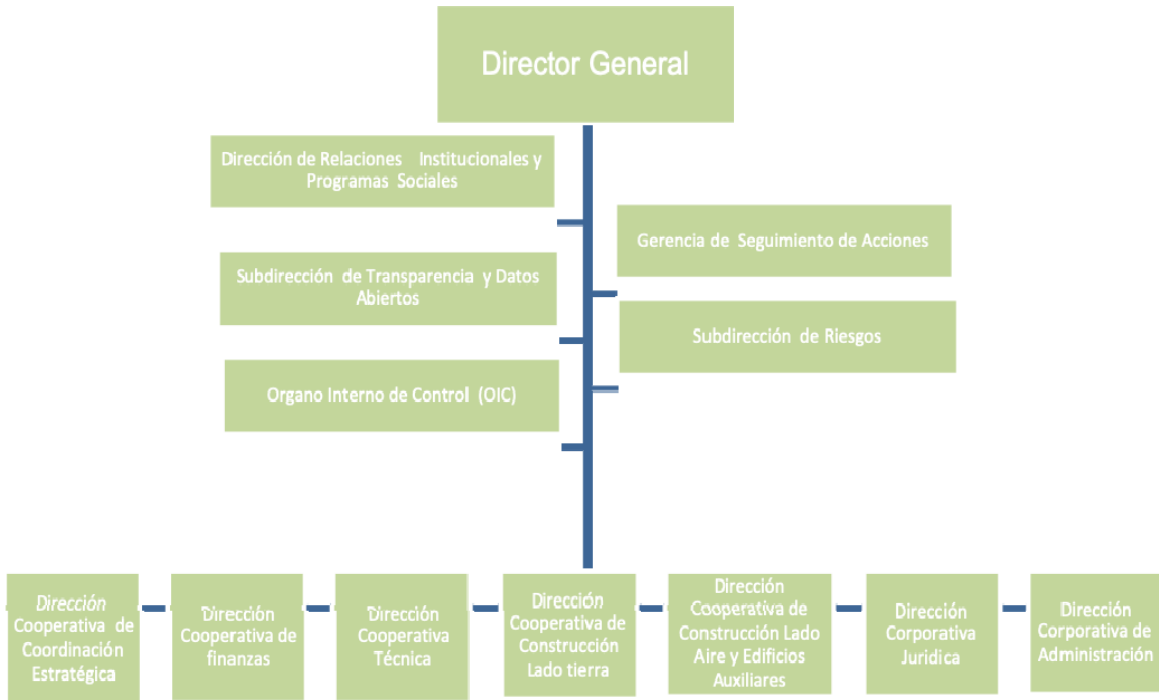 Director General
Dirección de Relaciones Institucionales y
Programas Sociales
Gerencia de Seguimiento de Acciones
Subdirección de Transparencia y Datos
Abiertos
Subdirección de Riesgos
Organo Interno de Control (OIC)
Dirección
Cooperativa de
Coordinación
Estratégica
Dirección
Cooperativa de
finanzas
Dirección
Cooperativa
Técnica
Dirección
Cooperativa de
Construcción
Lado tierra
Dirección
Cooperativa de
Construcción Lado
Aire y Edificios
Auxiliares
Dirección
Corporativa
Juridica
Dirección
Corporativa de
Administración